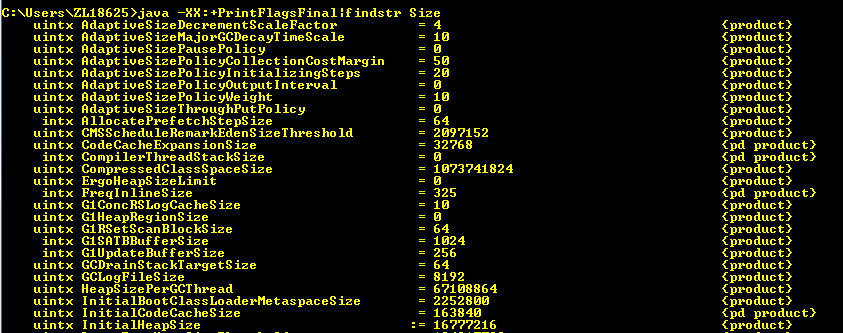 C:\Users\ZL18625>java -XX:+PrintFlagsFinal|findstr Size
uintx AdaptiveSizeDecrementScaleFactor = 4 {product}
uintx AdaptiveSizeMajorGCDecayTimeScale = 10 {product}
uintx AdaptiveSizePausePolicy = 0 {product}
uintx AdaptiveSizePolicyCollectionCostMargin = 50 {product}
uintx AdaptiveSizePolicyInitializingSteps = 20 {product}
uintx AdaptiveSizePolicyOutputInterval = 0 {product}
uintx AdaptiveSizePolicyWeight = 10 {product}
uintx AdaptiveSizeThroughPutPolicy = 0 {product}
intx AllocatePrefetchStepSize = 64 {product}
uintx CMSScheduleRemarkEdenSizeThreshold = 2097152 {product}
uintx CodeCacheExpansionSize = 32768 {pd product}
intx CompilerThreadStackSize = 0 {pd product}
uintx CompressedClassSpaceSize = 1073741824 {product}
uintx ErgoHeapSizeLimit = 0 {product}
intx FreqInlineSize = 325 {pd product}
uintx G1ConcRSLogCacheSize = 10 {product}
uintx G1HeapRegionSize = 0 {product}
uintx G1RSetScanBlockSize = 64 {product}
intx G1SATBBufferSize = 1024 {product}
intx G1UpdateBufferSize = 256 {product}
uintx GCDrainStackTargetSize = 64 {product}
uintx GCLogFileSize = 8192 {product}
uintx HeapSizePerGCThread = 67108864 {product}
uintx InitialBootClassLoaderMetaspaceSize = 2252800 {product}
uintx InitialCodeCacheSize = 163840 {pd product}
uintx InitialHeapSize := 16777216 {product}